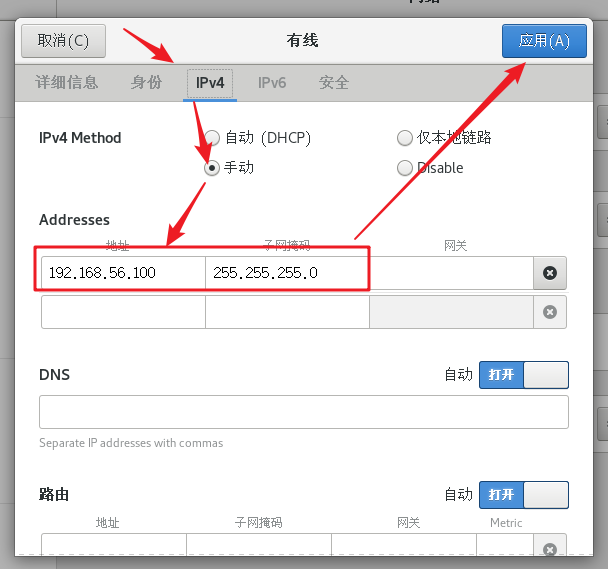 取消(C)
有线
应用(A)
详细信息
身份
IPv4
IPv6
安全
IPv4 Method
自动 (DHCP)
仅本地链路
手动
Disable
Addresses
地址
子网掩码
网关
192.168.56.100
255.255.255.0
DNS
自动
打开
Separate IP addresses with commas
路由
自动
打开
地址
子网掩码
网关
Metric